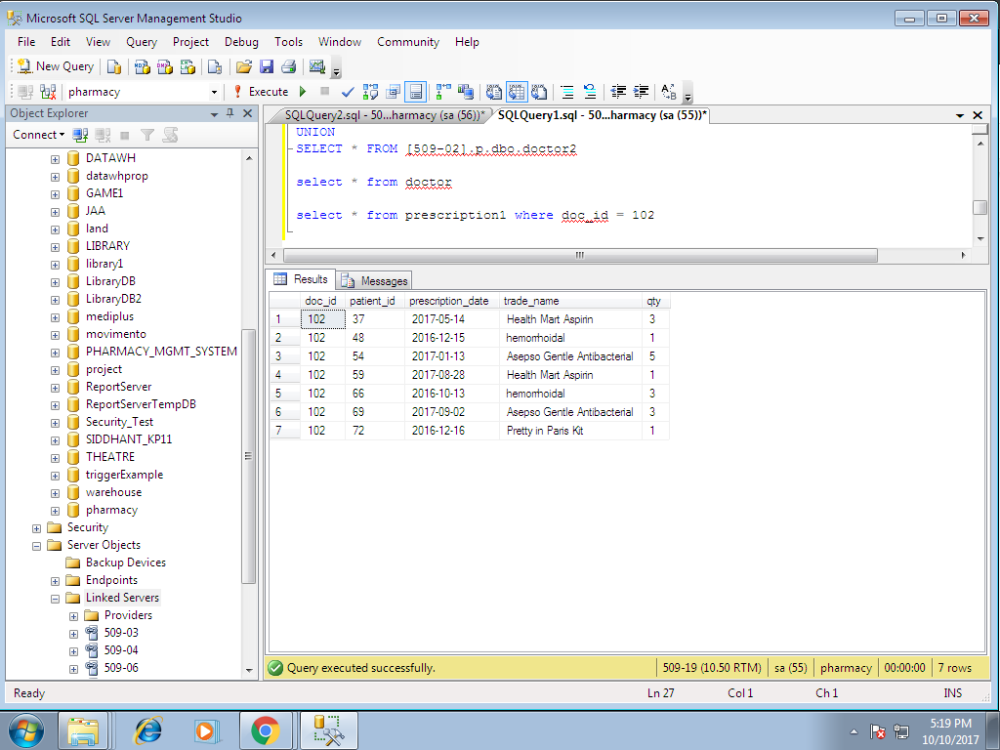 Microsoft SQL Server Management Studio
File Edit View Query Project Debug Tools Window Community Help
New Query
pharmacy Execute
Object Explorer
Connect
DATAWH
datawhprop
GAME1
JAA
land
LIBRARY
library1
LibraryDB
LibraryDB2
mediplus
movimento
PHARMACY_MGMT_SYSTEM
project
ReportServer
ReportServerTempDB
Security_Test
SIDDHANT_KP11
THEATRE
triggerExample
warehouse
pharmacy
Security
Server Objects
Backup Devices
Endpoints
Linked Servers
Providers
509-03
509-04
509-06
SQLQuery2.sql - 50...harmacy (sa (56))* SQLQuery1.sql - 50...harmacy (sa (55))*
UNION
SELECT * FROM [509-02].p.dbo.doctor2
select * from doctor
select * from prescription1 where doc_id = 102
Results Messages
doc_id patient_id prescription_date trade_name qty
1 102 37 2017-05-14 Health Mart Aspirin 3
2 102 48 2016-12-15 hemorrhoidal 1
3 102 54 2017-01-13 Asepso Gentle Antibacterial 5
4 102 59 2017-08-28 Health Mart Aspirin 1
5 102 66 2016-10-13 hemorrhoidal 3
6 102 69 2017-09-02 Asepso Gentle Antibacterial 3
7 102 72 2016-12-16 Pretty in Paris Kit 1
Query executed successfully. 509-19 (10.50 RTM) sa (55) pharmacy 00:00:00 7 rows
Ready Ln 27 Col 1 Ch 1 INS
5:19 PM
10/10/2017